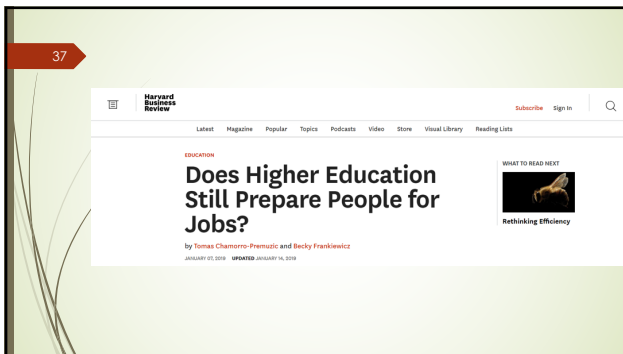 37
Harvard
Business
Review
Subscribe Sign In
Latest Magazine Popular Topics Podcasts Video Store Visual Library Reading Lists
EDUCATION
Does Higher Education
Still Prepare People for
Jobs?
by Tomas Chamorro-Premuzic and Becky Frankiewicz
JANUARY 07, 2019 UPDATED JANUARY 14, 2019
WHAT TO READ NEXT
Rethinking Efficiency